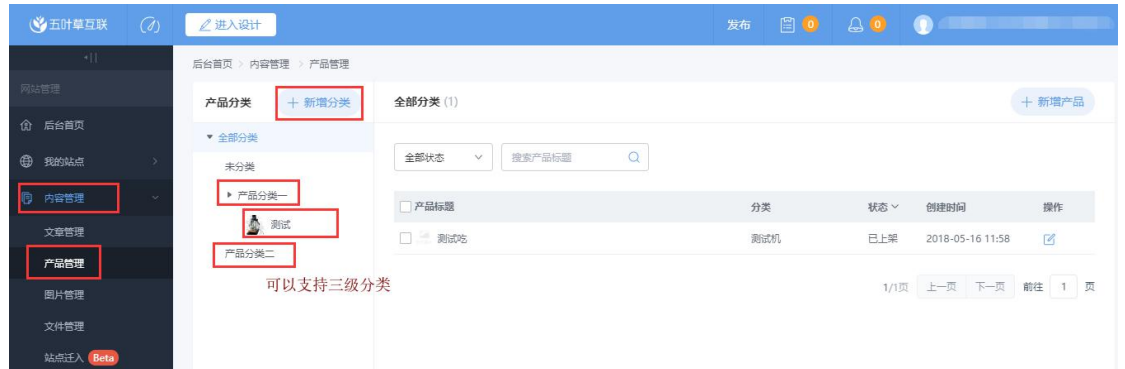 五叶草互联 进入设计 发布 0 0
后台首页 > 内容管理 > 产品管理
网站管理
后台首页
我的站点
内容管理
文章管理
产品管理
图片管理
文件管理
站点迁入 Beta
产品分类 + 新增分类
全部分类
未分类
产品分类一
测试
产品分类二
可以支持三级分类
全部分类 (1) + 新增产品
全部状态 搜索产品标题
产品标题 分类 状态 创建时间 操作
测试吃 测试机 已上架 2018-05-16 11:58
1/1页 上一页 下一页 前往 1 页